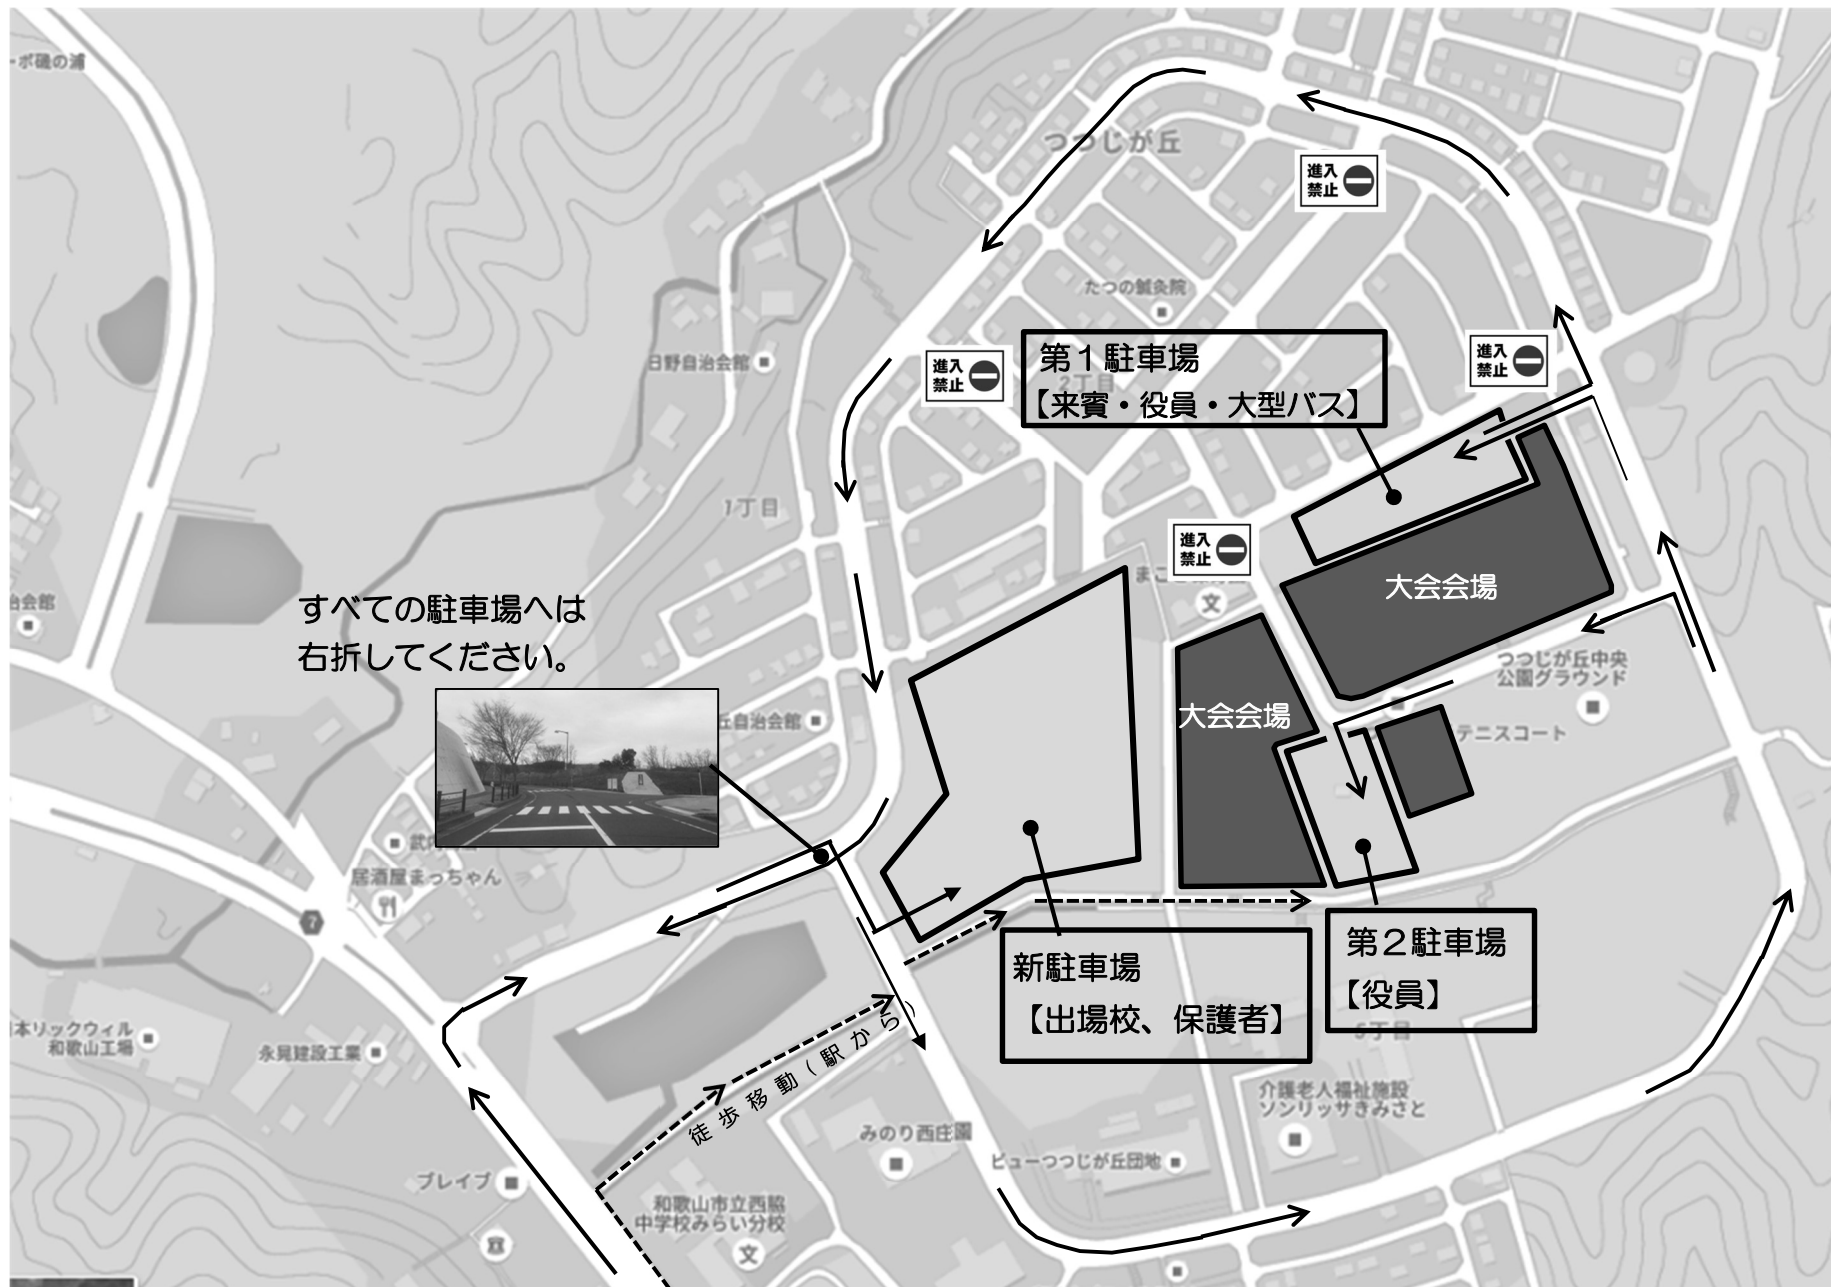 ーボ磯の浦
つつじが丘
進入
禁止
たつの鍼灸院
日野自治会館
進入
禁止
進入
禁止
第１駐車場
【来賓・役員・大型バス】
2丁目
1丁目
進入
禁止
大会会場
すべての駐車場へは
右折してください。
治会館
文
つつじが丘中央
公園グラウンド
大会会場
丘自治会館
テニスコート
居酒屋まっちゃん
7
第２駐車場
【役員】
新駐車場
【出場校、保護者】
本リックウィル
和歌山工場
永見建設工業
徒歩移動（駅から）
5丁目
介護老人福祉施設
ソンリッサきみさと
みのり西庄園
ビューつつじが丘団地
ブレイブ
和歌山市立西脇
中学校みらい分校
文